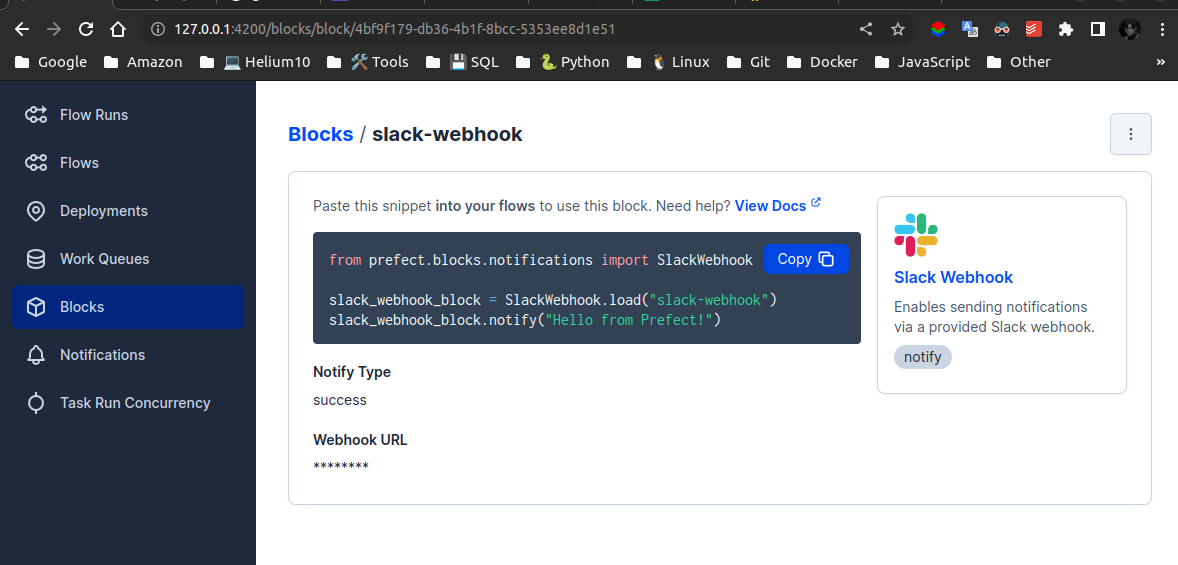 127.0.0.1:4200/blocks/block/4bf9f179-db36-4b1f-8bcc-5353ee8d1e51
Google Amazon Helium10 Tools SQL Python Linux Git Docker JavaScript Other »
Flow Runs
Flows
Deployments
Work Queues
Blocks
Notifications
Task Run Concurrency
Blocks / slack-webhook
Paste this snippet into your flows to use this block. Need help? View Docs
from prefect.blocks.notifications import SlackWebhook
Copy
slack_webhook_block = SlackWebhook.load("slack-webhook")
slack_webhook_block.notify("Hello from Prefect!")
Notify Type
success
Webhook URL
********
Slack Webhook
Enables sending notifications
via a provided Slack webhook.
notify